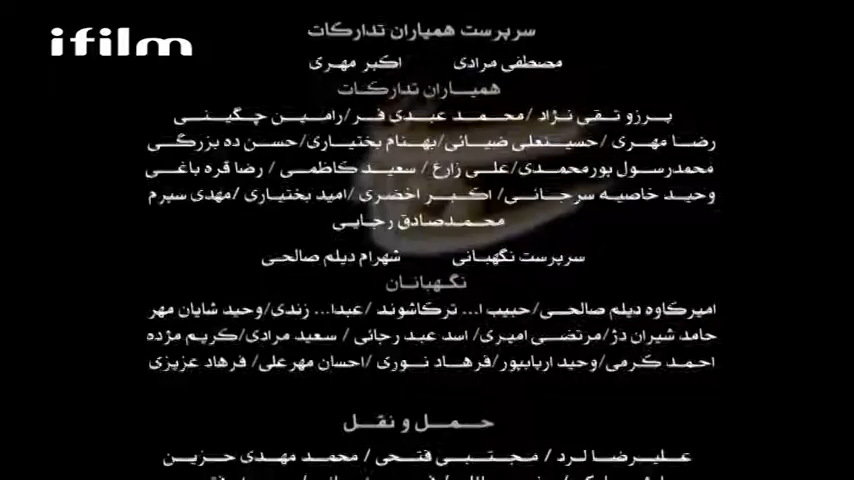 ifilm
سرپرست همیاران تدارکات
مصطفی مرادی اکبر مهری
همیاران تدارکات
برزو تقی نژاد /محمد عبدی فر/رامین چگینی
رضا مهری /حسینعلی ضیائی/بهنام بختیاری/حسن ده بزرگی
محمدرسول پورمحمدی/علی زارع/ سعید کاظمی / رضا قره باغی
وحید خاصیه سرجانی/ اکبر اخضری /امید بختیاری /مهدی سیرم
محمدصادق رجایی
سرپرست نگهبانی شهرام دیلم صالحی
نگهبانان
امیرکاوه دیلم صالحی/حبیب ا... ترکاشوند /عبدا... زندی/وحید شایان مهر
حامد شیران دژ/مرتضی امیری/ اسد عبد رجائی / سعید مرادی/کریم مژده
احمد کرمی/وحید اربابپور/فرهاد نوری /احسان مهرعلی/ فرهاد عزیزی
حمل و نقل
علیرضا لرد / مجتبی فتحی / محمد مهدی حزین